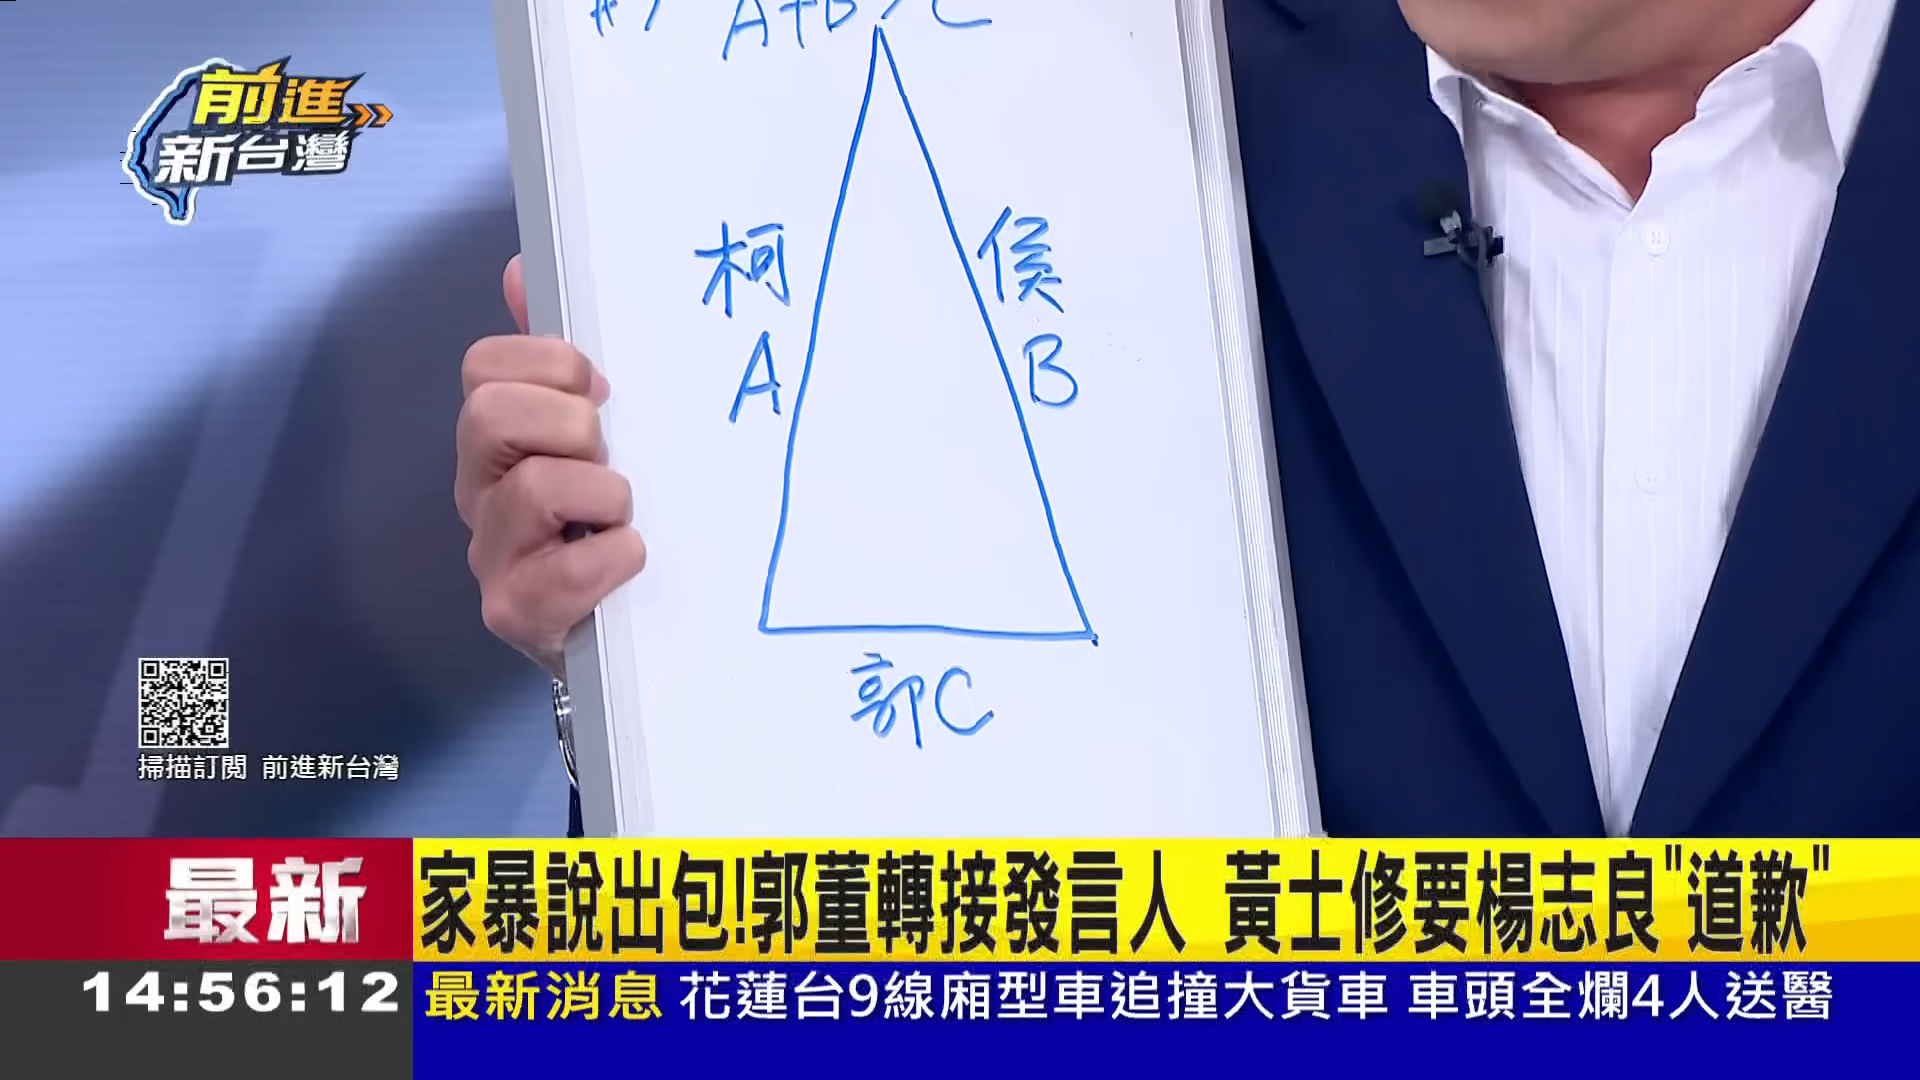 A+B>C
前進
新台灣
柯
A
侯
B
郭C
掃描訂閱 前進新台灣
最新
家暴說出包!郭董轉接發言人 黃士修要楊志良"道歉"
14:56:12
最新消息 花蓮台9線廂型車追撞大貨車 車頭全爛4人送醫